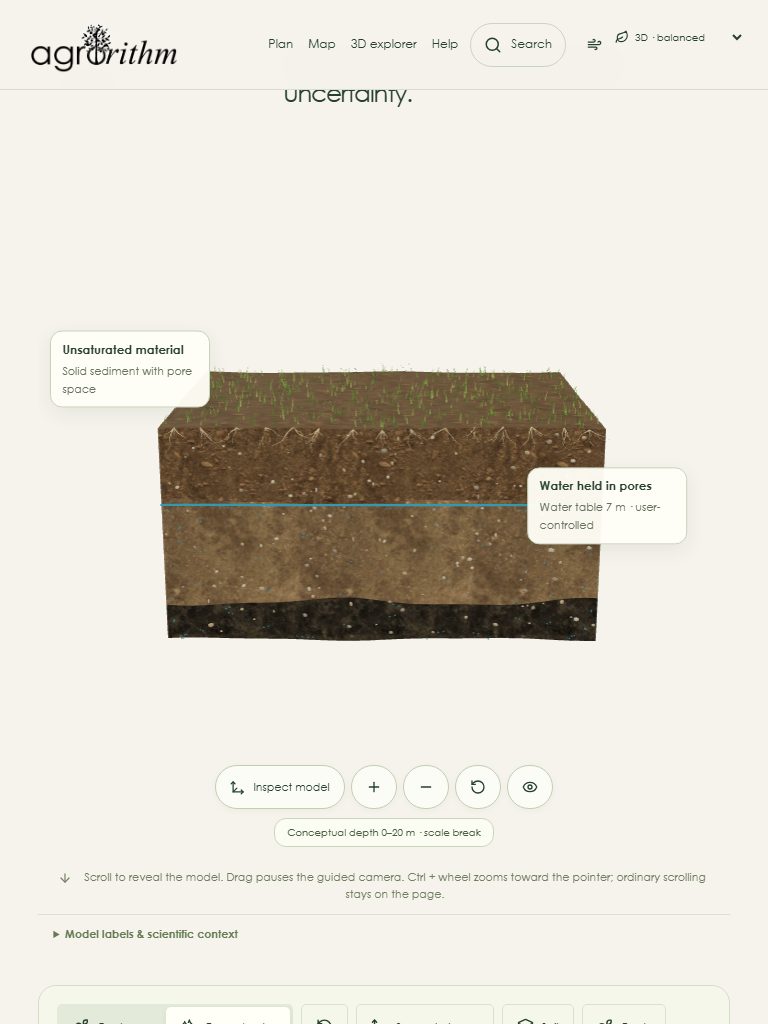 agrorithm
Plan Map 3D explorer Help Search 3D · balanced
uncertainty.
Unsaturated material
Solid sediment with pore
space
Water held in pores
Water table 7 m · user-
controlled
Inspect model
Conceptual depth 0–20 m · scale break
Scroll to reveal the model. Drag pauses the guided camera. Ctrl + wheel zooms toward the pointer; ordinary scrolling
stays on the page.
Model labels & scientific context